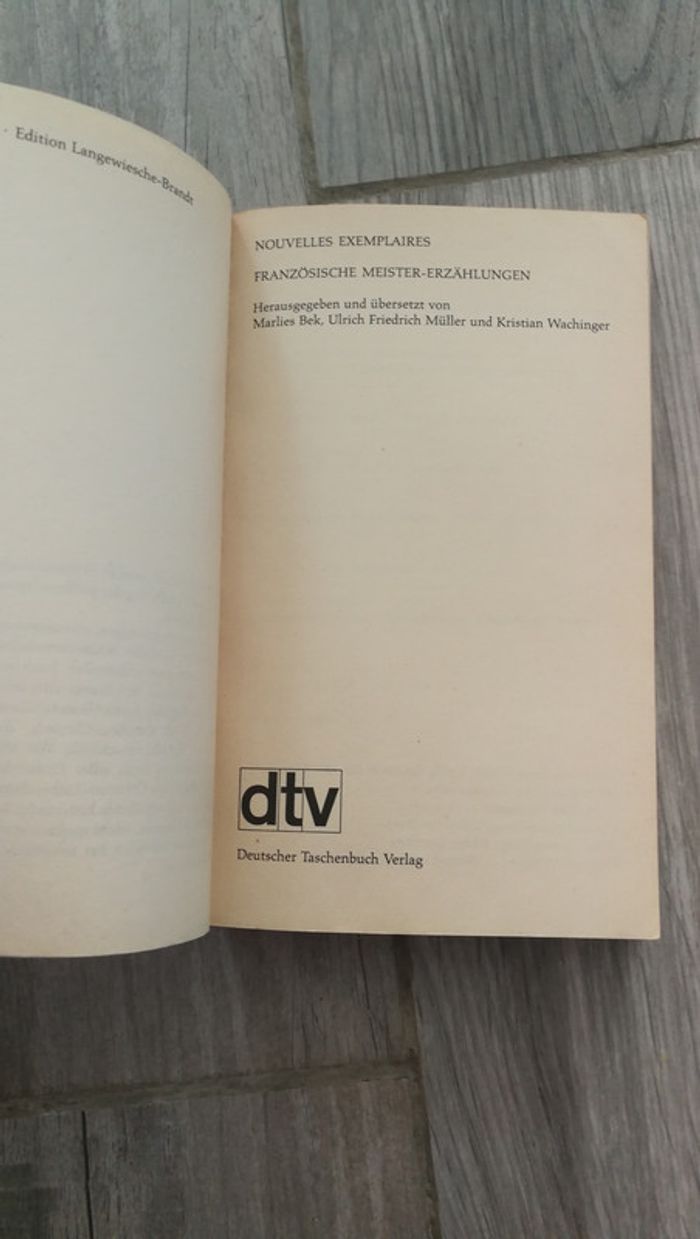 · Edition Langewiesche-Brandt
NOUVELLES EXEMPLAIRES
FRANZÖSISCHE MEISTER-ERZÄHLUNGEN
Herausgegeben und übersetzt von
Marlies Bek, Ulrich Friedrich Müller und Kristian Wachinger
dtv
Deutscher Taschenbuch Verlag